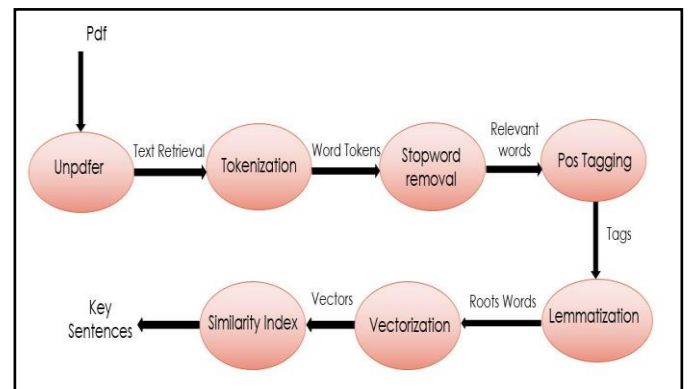 Pdf
Unpdfer
Text Retrieval
Tokenization
Word Tokens
Stopword
removal
Relevant
words
Pos Tagging
Tags
Lemmatization
Roots Words
Vectorization
Vectors
Similarity Index
Key
Sentences